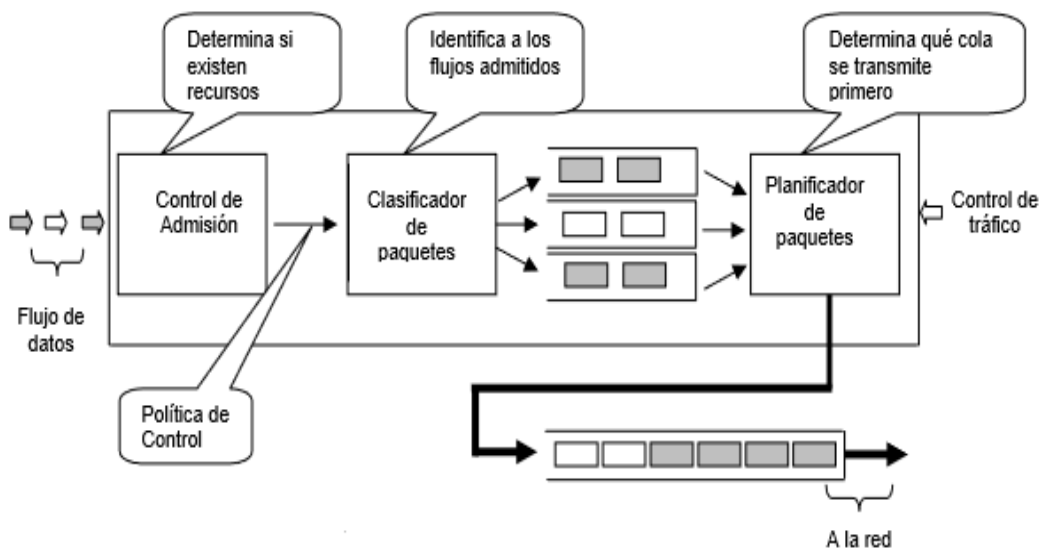 Determina si
existen
recursos
Identifica a los
flujos admitidos
Determina qué cola
se transmite
primero
Control de
Admisión
Clasificador
de
paquetes
Planificador
de
paquetes
Control de
tráfico
Flujo de
datos
Política de
Control
A la red